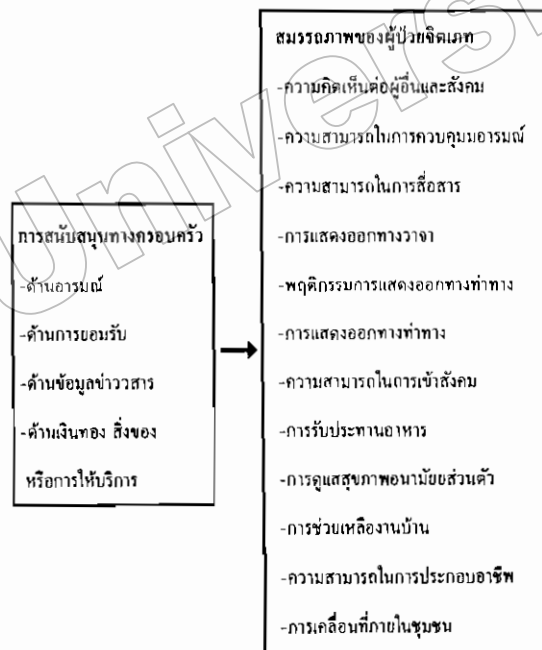 การสนับสนุนทางครอบครัว
-ด้านอารมณ์
-ด้านการยอมรับ
-ด้านข้อมูลข่าววสาร
-ด้านเงินทอง สิ่งของ
หรือการให้บริการ
สมรรถภาพของผู้ป่วยจิตเภท
-ความคิดเห็นต่อผู้อื่นและสังคม
-ความสามารถในการควบคุมมอารมณ์
-ความสามารถในการสื่อสาร
-การแสดงออกทางวาจา
-พฤติกรรมการแสดงออกทางท่าทาง
-การแสดงออกทางท่าทาง
-ความสามารถในการเข้าสังคม
-การรับประทานอาหาร
-การดูแลสุขภาพอนามัยยส่วนตัว
-การช่วยเหลืองานบ้าน
-ความสามารถในการประกอบอาชีพ
-การเคลื่อนที่ภายในชุมชน
Univers